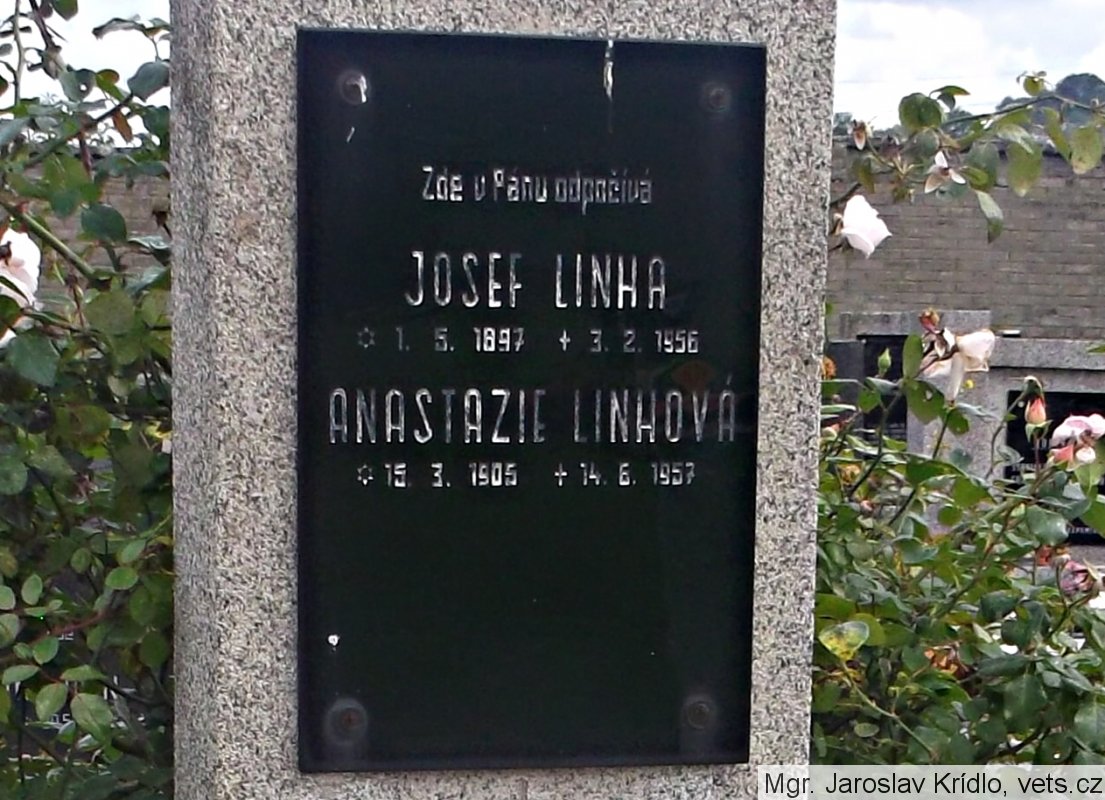 Zde v Pánu odpočívá
JOSEF LINHA
✡ 1. 5. 1897 + 3. 2. 1956
ANASTAZIE LINHOVÁ
✡ 15. 3. 1905 + 14. 6. 1957
Mgr. Jaroslav Krídlo, vets.cz